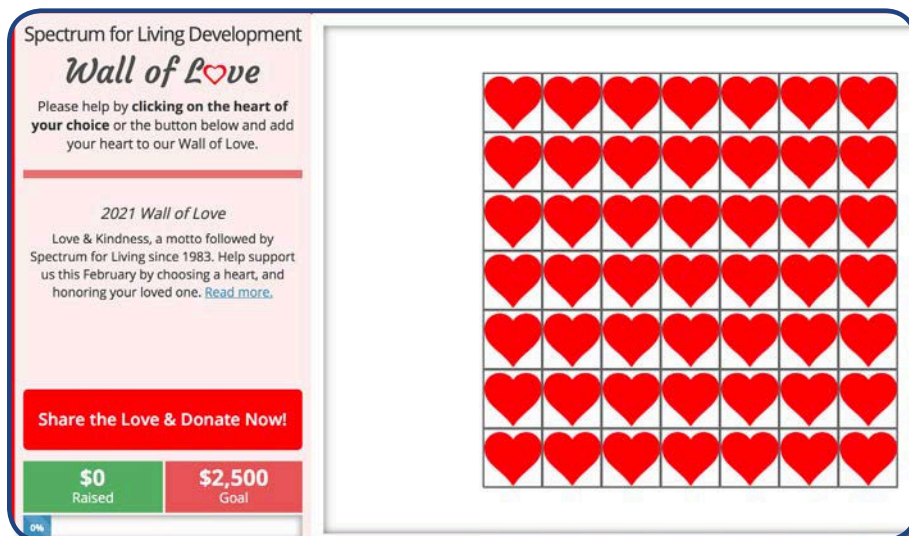 Spectrum for Living Development
Wall of Love
Please help by clicking on the heart of
your choice or the button below and add
your heart to our Wall of Love.
2021 Wall of Love
Love & Kindness, a motto followed by
Spectrum for Living since 1983. Help support
us this February by choosing a heart, and
honoring your loved one. Read more.
Share the Love & Donate Now!
$0
Raised
$2,500
Goal
0%